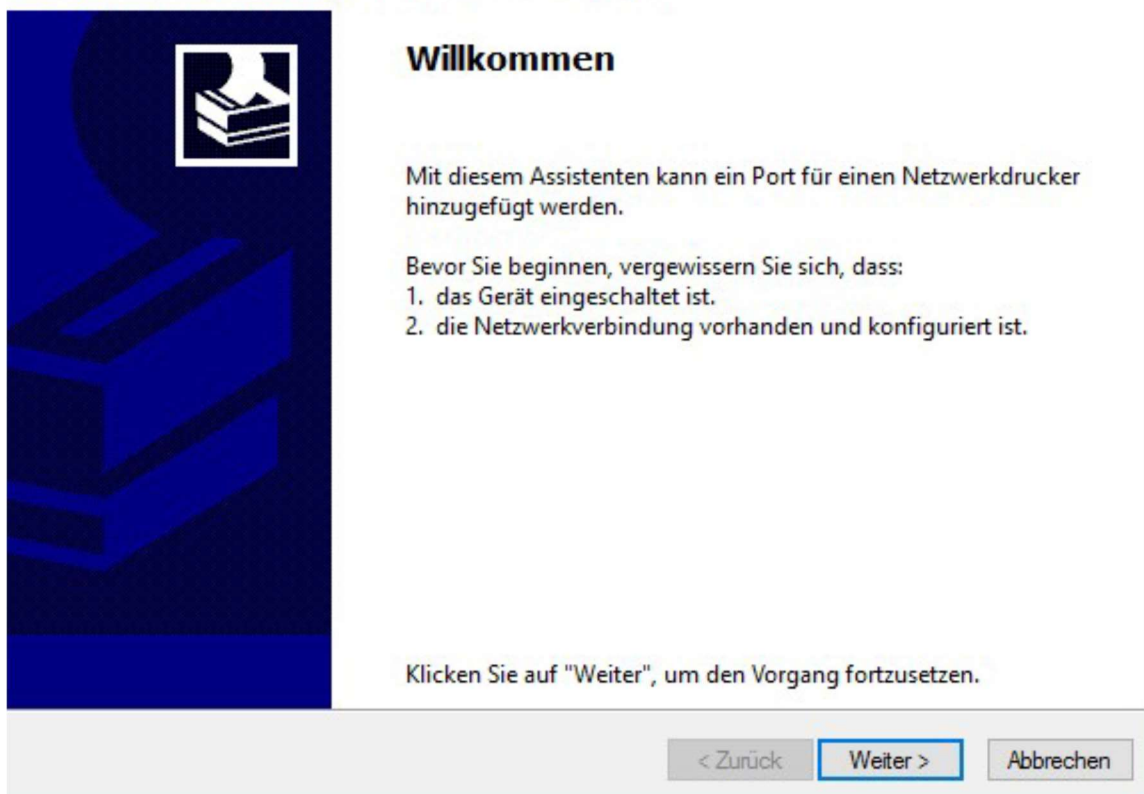 Willkommen
Mit diesem Assistenten kann ein Port für einen Netzwerkdrucker
hinzugefügt werden.
Bevor Sie beginnen, vergewissern Sie sich, dass:
1. das Gerät eingeschaltet ist.
2. die Netzwerkverbindung vorhanden und konfiguriert ist.
Klicken Sie auf "Weiter", um den Vorgang fortzusetzen.
< Zurück Weiter > Abbrechen